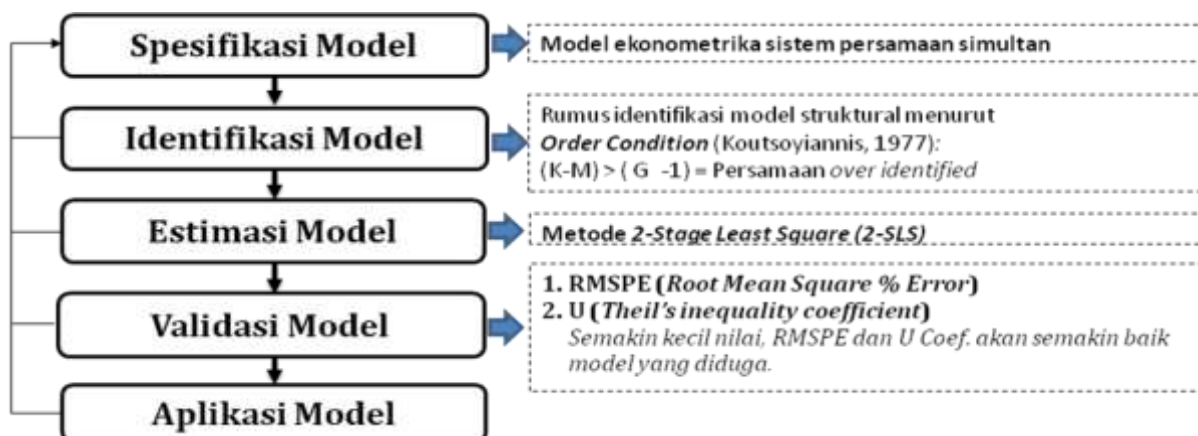 Spesifikasi Model
Model ekonometrika sistem persamaan simultan
Identifikasi Model
Rumus identifikasi model struktural menurut
Order Condition (Koutsoyiannis, 1977):
(K-M) > ( G -1) = Persamaan over identified
Estimasi Model
Metode 2-Stage Least Square (2-SLS)
Validasi Model
1. RMSPE (Root Mean Square % Error)
2. U (Theil's inequality coefficient)
Semakin kecil nilai, RMSPE dan U Coef. akan semakin baik
model yang diduga.
Aplikasi Model